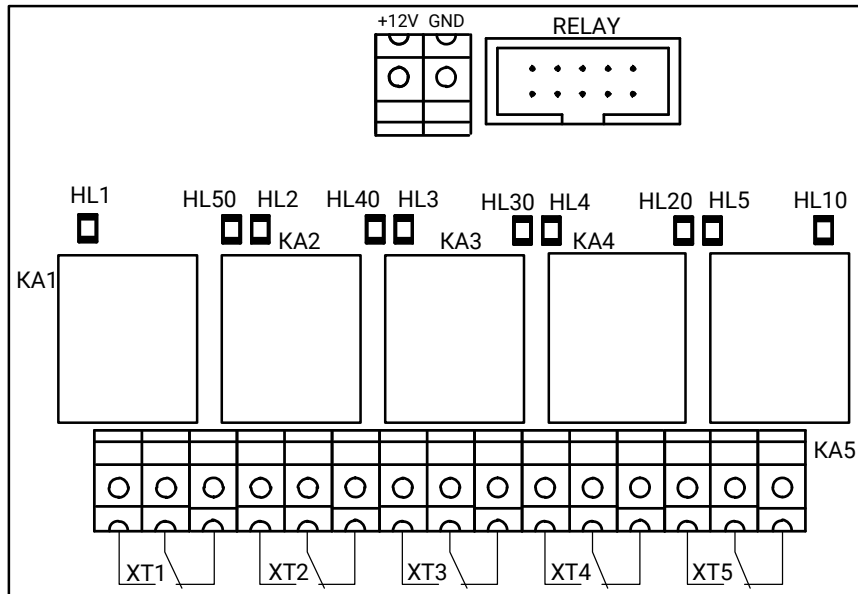 +12V GND
RELAY
HL1
HL50 HL2
HL40 HL3
HL30 HL4
HL20 HL5
HL10
KA1
KA2
KA3
KA4
KA5
XT1
XT2
XT3
XT4
XT5